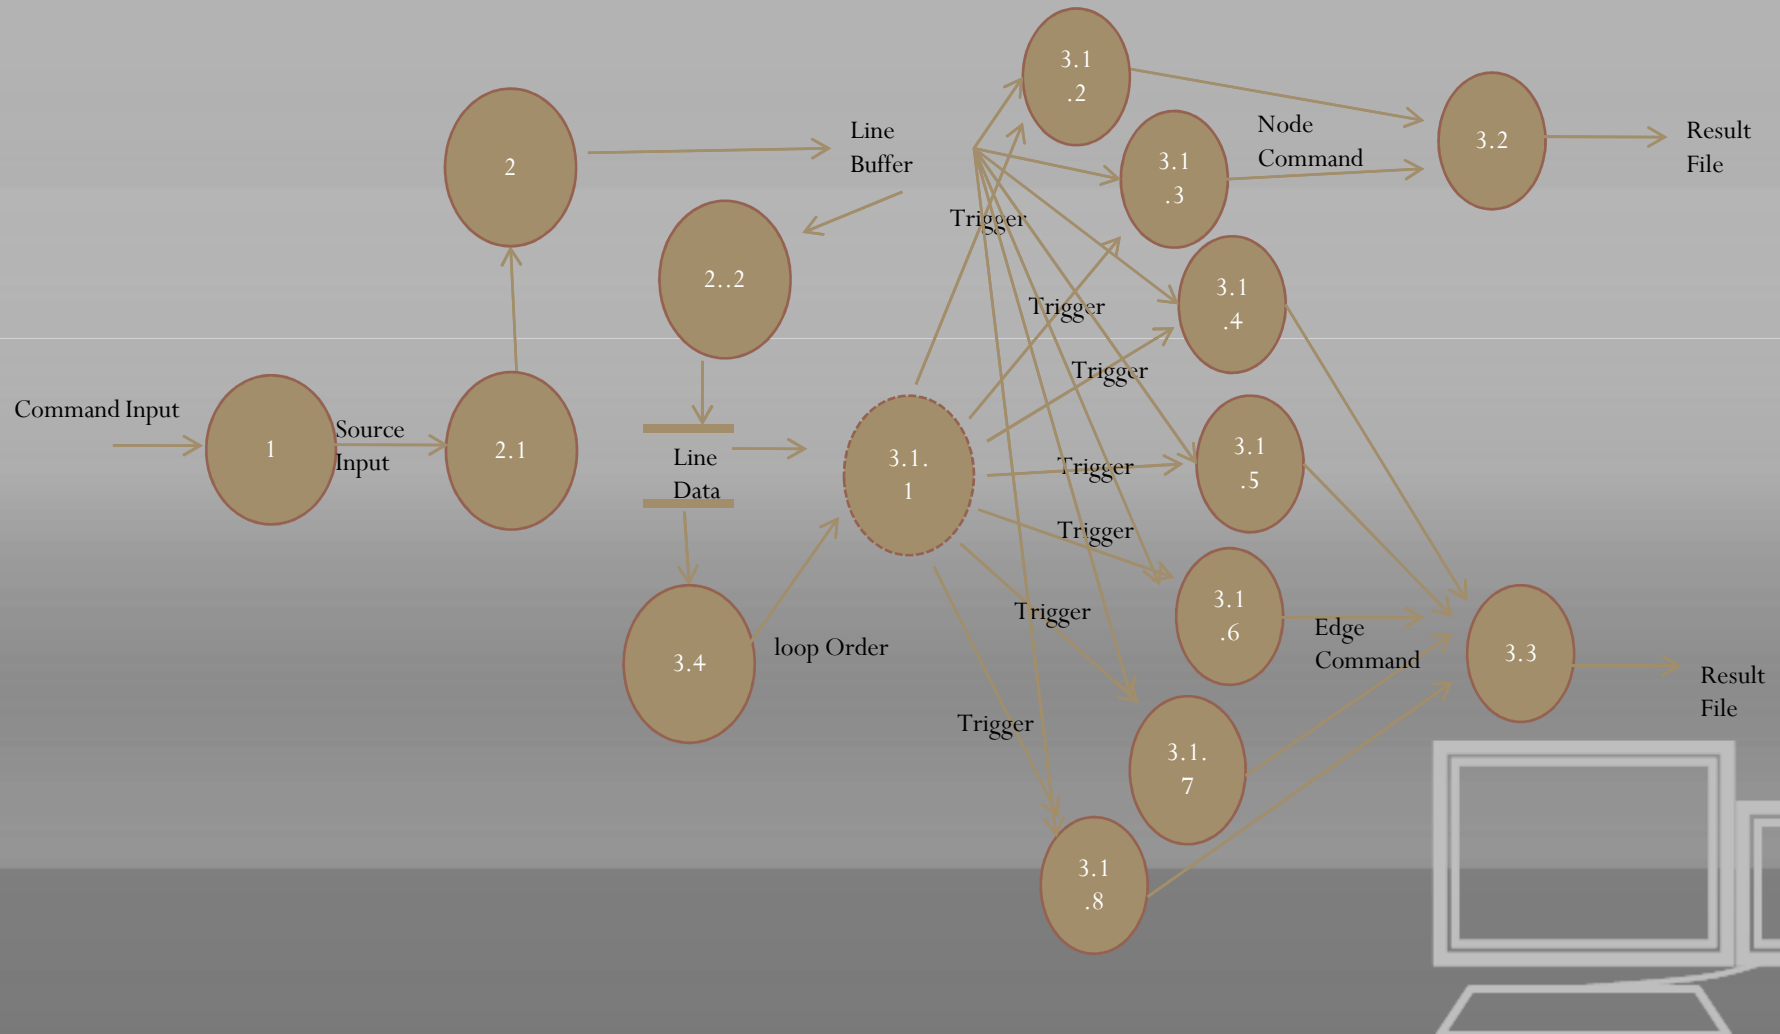 3.1
.2
Line
Buffer
2
3.1
.3
Node
Command
3.2
Result
File
Trigger
2..2
3.1
.4
Trigger
Trigger
Command Input
1
Source
Input
2.1
Line
Data
3.1.
1
Trigger
3.1
.5
Trigger
3.4
loop Order
Trigger
3.1
.6
Edge
Command
3.3
Result
File
Trigger
3.1.
7
3.1
.8